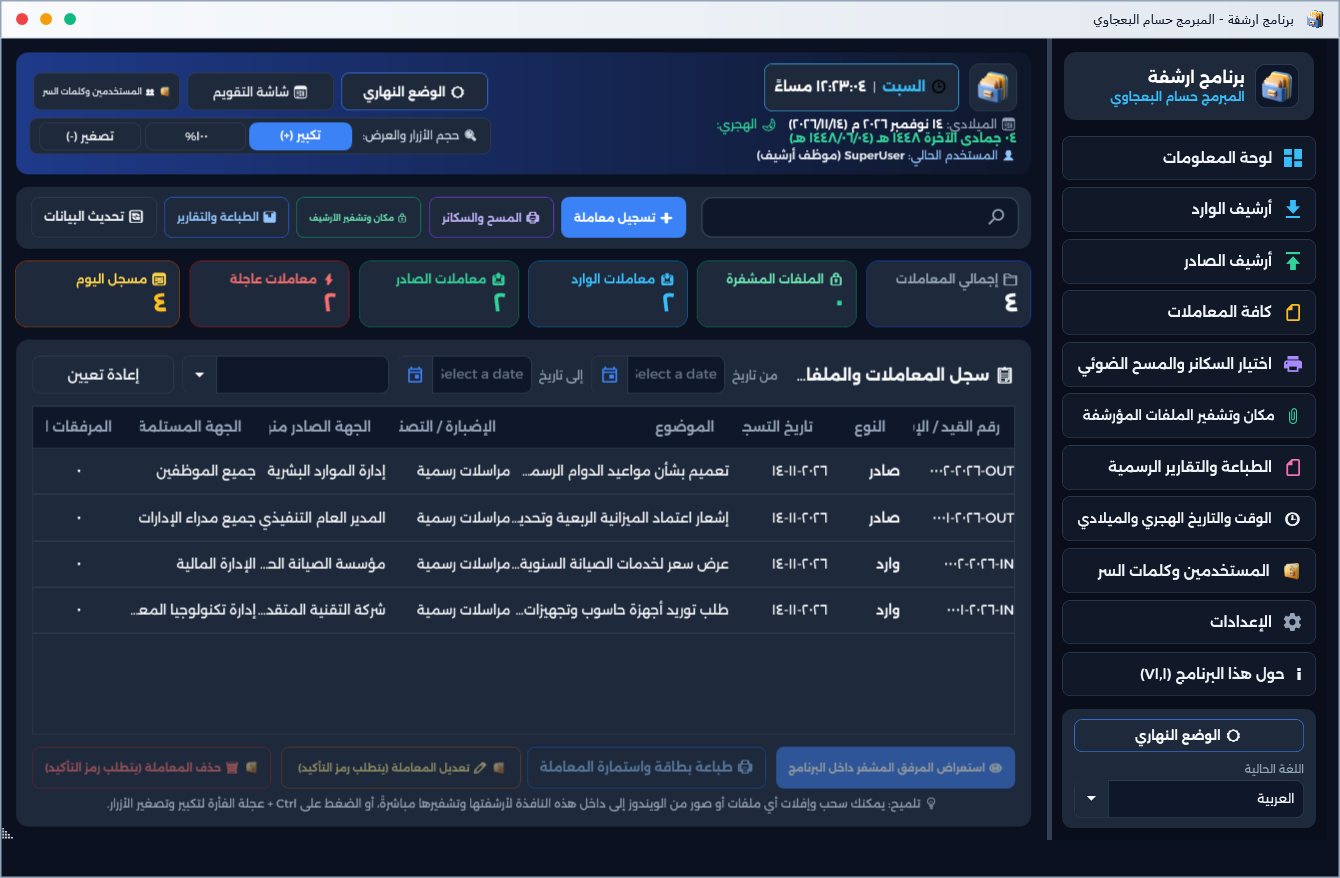 برنامج ارشفة - المبرمج حسام البعجاوي
برنامج ارشفة
المبرمج حسام البعجاوي
لوحة المعلومات
أرشيف الوارد
أرشيف الصادر
كافة المعاملات
اختيار السكانر والمسح الضوئي
مكان وتشفير الملفات المؤرشفة
الطباعة والتقارير الرسمية
الوقت والتاريخ الهجري والميلادي
المستخدمين وكلمات السر
الإعدادات
حول هذا البرنامج (١,٧١)
الوضع النهاري
اللغة الحالية
العربية
السبت | ١٢:٢٣:٠٤ مساءً
الميلادي: ١٤ نوفمبر ٢٠٢٦ م (٢٠٢٦/١١/١٤) الهجري:
٠٤ جمادى الآخرة ١٤٤٨ هـ (١٤٤٨/٠٦/٠٤ هـ)
المستخدم الحالي: SuperUser (موظف أرشيف)
الوضع النهاري
شاشة التقويم
المستخدمين وكلمات السر
حجم الأزرار والعرض:
تكبير (+)
١٠٠%
تصغير (-)
تسجيل معاملة
المسح والسكانر
مكان وتشفير الأرشيف
الطباعة والتقارير
تحديث البيانات
إجمالي المعاملات
٤
الملفات المشفرة
٠
معاملات الوارد
٢
معاملات الصادر
٢
معاملات عاجلة
٢
مسجل اليوم
٤
سجل المعاملات والملفا...
من تاريخ
Select a date
إلى تاريخ
Select a date
إعادة تعيين
رقم القيد / الإ النوع تاريخ التسج الموضوع الإضبارة / التصن الجهة الصادر من الجهة المستلمة المرفقات ا
OUT-٢٠٢٦-٢٠٠٠ صادر ٢٠٢٦-١١-١٤ تعميم بشأن مواعيد الدوام الرسم... مراسلات رسمية إدارة الموارد البشرية جميع الموظفين ٠
OUT-٢٠٢٦-١٠٠٠ صادر ٢٠٢٦-١١-١٤ إشعار اعتماد الميزانية الربعية وتحدي... مراسلات رسمية المدير العام التنفيذي جميع مدراء الإدارات ٠
IN-٢٠٢٦-٢٠٠٠ وارد ٢٠٢٦-١١-١٤ عرض سعر لخدمات الصيانة السنوية... مراسلات رسمية مؤسسة الصيانة الحد... الإدارة المالية ٠
IN-٢٠٢٦-١٠٠٠ وارد ٢٠٢٦-١١-١٤ طلب توريد أجهزة حاسوب وتجهيزات... مراسلات رسمية شركة التقنية المتقد... إدارة تكنولوجيا المع... ٠
استعراض المرفق المشفر داخل البرنامج
طباعة بطاقة واستمارة المعاملة
تعديل المعاملة (يتطلب رمز التأكيد)
حذف المعاملة (يتطلب رمز التأكيد)
تلميح: يمكنك سحب وإفلات أي ملفات أو صور من الويندوز إلى داخل هذه النافذة لأرشفتها وتشفيرها مباشرةً، أو الضغط على Ctrl + عجلة الفأرة لتكبير وتصغير الأزرار.